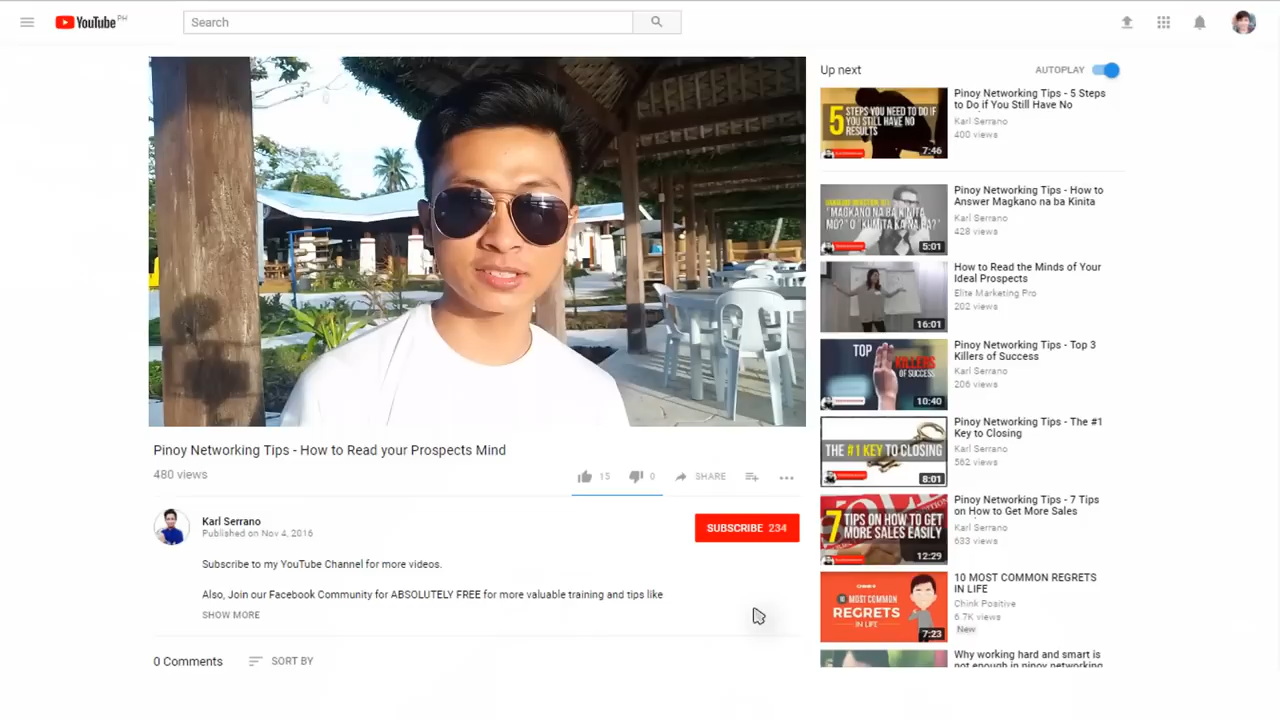 YouTube PH
Search
Up next
AUTOPLAY
5 STEPS YOU NEED TO DO IF
YOU STILL HAVE NO
RESULTS
7:46
Pinoy Networking Tips - 5 Steps
to Do if You Still Have No
Karl Serrano
400 views
"MAGKANO NA BA KINITA
MO?" O "KUMITA KA NA BA?"
5:01
Pinoy Networking Tips - How to
Answer Magkano na ba Kinita
Karl Serrano
428 views
16:01
How to Read the Minds of Your
Ideal Prospects
Elite Marketing Pro
202 views
TOP
KILLERS
OF SUCCESS
10:40
Pinoy Networking Tips - Top 3
Killers of Success
Karl Serrano
206 views
THE #1 KEY TO CLOSING
8:01
Pinoy Networking Tips - The #1
Key to Closing
Karl Serrano
562 views
7 TIPS ON HOW TO GET
MORE SALES EASILY
12:29
Pinoy Networking Tips - 7 Tips
on How to Get More Sales
Karl Serrano
633 views
10 MOST COMMON
REGRETS
IN LIFE
7:23
10 MOST COMMON REGRETS
IN LIFE
Chink Positive
6.7K views
New
Why working hard and smart is
not enough in pinoy networking
Pinoy Networking Tips - How to Read your Prospects Mind
480 views
15
0
SHARE
Karl Serrano
Published on Nov 4, 2016
SUBSCRIBE 234
Subscribe to my YouTube Channel for more videos.
Also, Join our Facebook Community for ABSOLUTELY FREE for more valuable training and tips like
SHOW MORE
0 Comments
SORT BY